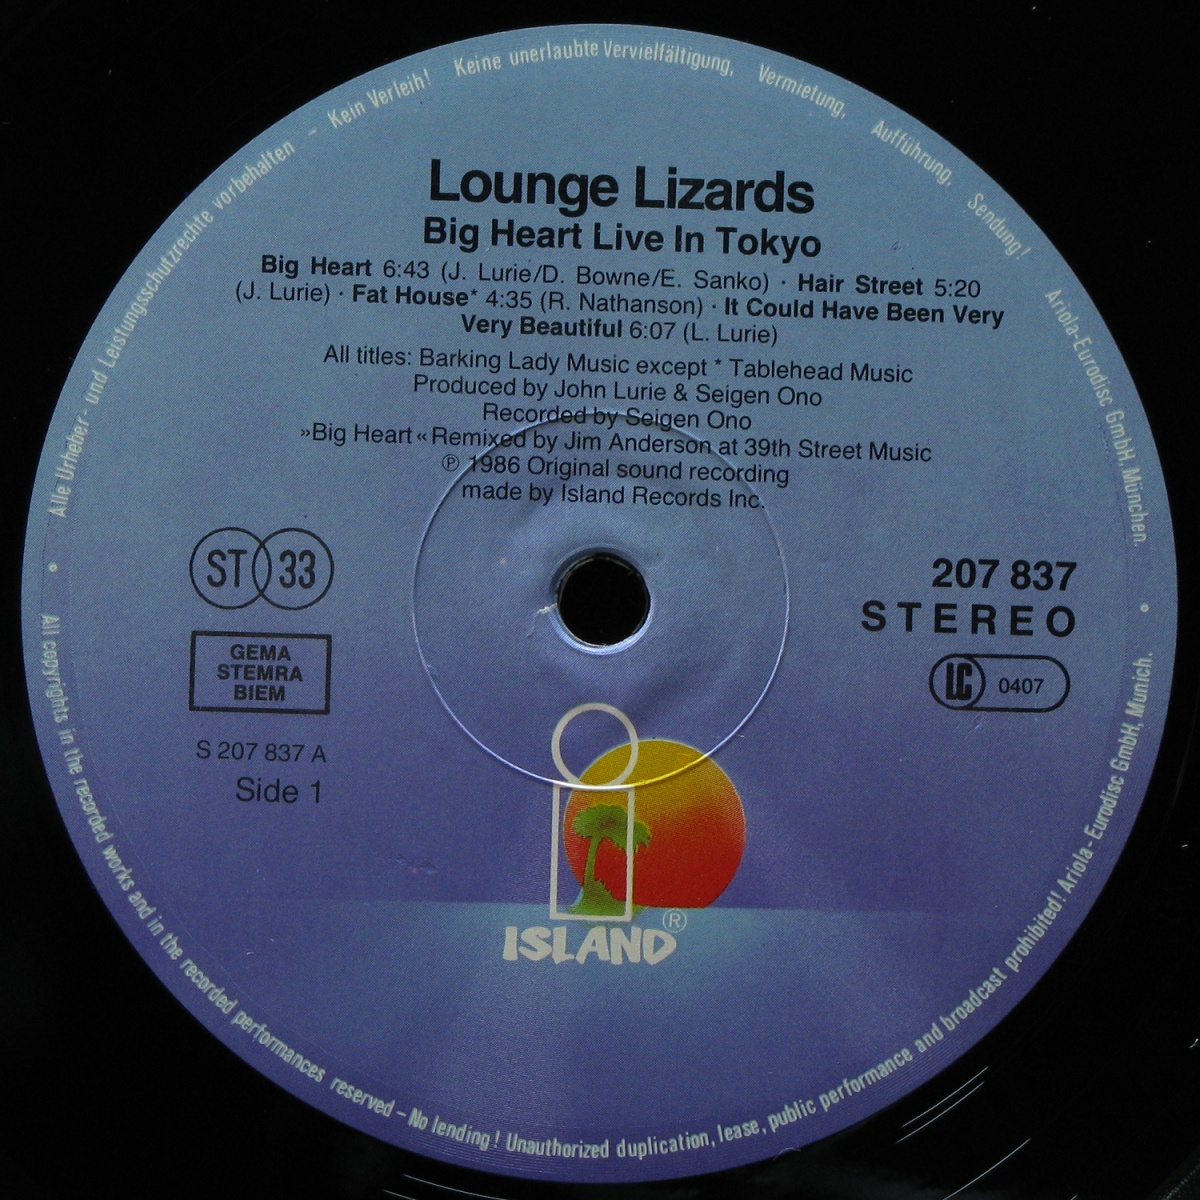 Alle Urheber- und Leistungsschutzrechte vorbehalten – Kein Verleih! Keine unerlaubte Vervielfältigung, Vermietung, Aufführung, Sendung! Ariola-Eurodisc GmbH, München.
Lounge Lizards
Big Heart Live In Tokyo
Big Heart 6:43 (J. Lurie/D. Bowne/E. Sanko) · Hair Street 5:20
(J. Lurie) · Fat House* 4:35 (R. Nathanson) · It Could Have Been Very
Very Beautiful 6:07 (L. Lurie)
All titles: Barking Lady Music except * Tablehead Music
Produced by John Lurie & Seigen Ono
Recorded by Seigen Ono
»Big Heart« Remixed by Jim Anderson at 39th Street Music
℗ 1986 Original sound recording
made by Island Records Inc.
ST 33
GEMA
STEMRA
BIEM
S 207 837 A
Side 1
207 837
STEREO
LC 0407
ISLAND®
All copyrights in the recorded works and in the recorded performances reserved – No lending! Unauthorized duplication, lease, public performance and broadcast prohibited! Ariola-Eurodisc GmbH, Munich.